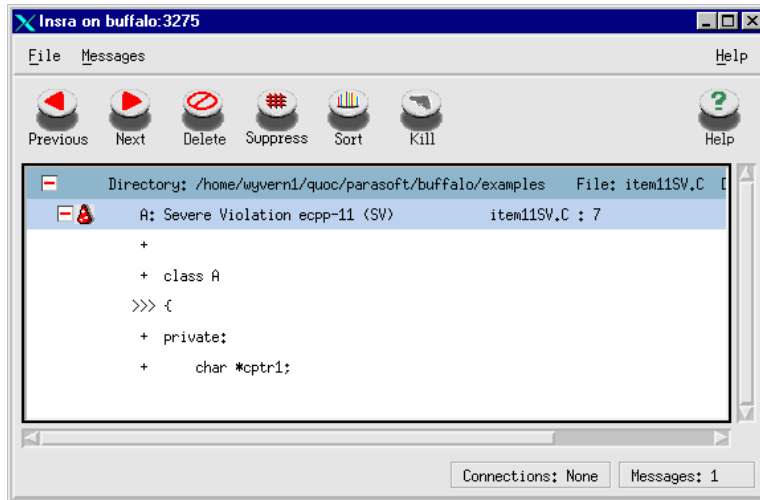 Insra on buffalo:3275
File Messages Help
Previous Next Delete Suppress Sort Kill Help
Directory: /home/wyvern1/quoc/parasoft/buffalo/examples File: item11SV.C
A: Severe Violation ecpp-11 (SV) item11SV.C : 7
+
+ class A
>>> {
+ private:
+ char *cptr1;
Connections: None Messages: 1